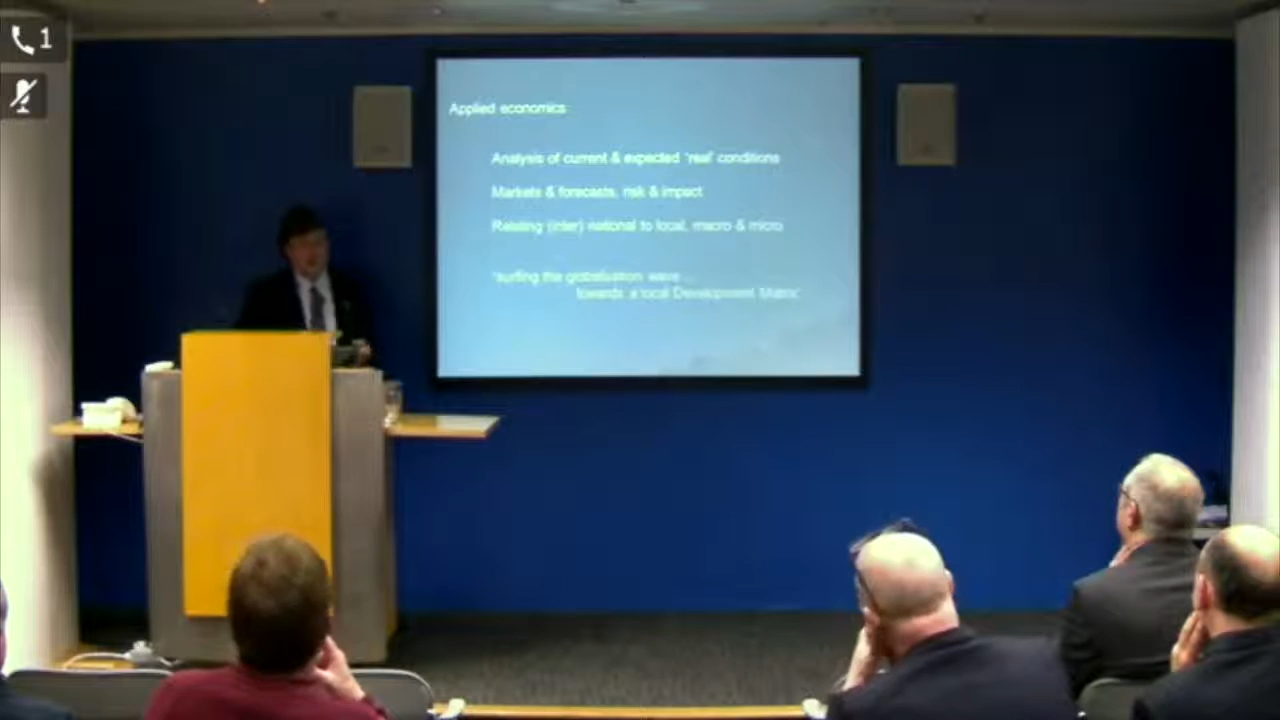 1
Applied economics
Analysis of current & expected 'real' conditions
Markets & forecasts, risk & impact
Relating (inter) national to local, macro & micro
'surfing the globalisation wave...
towards a local Development Matrix'